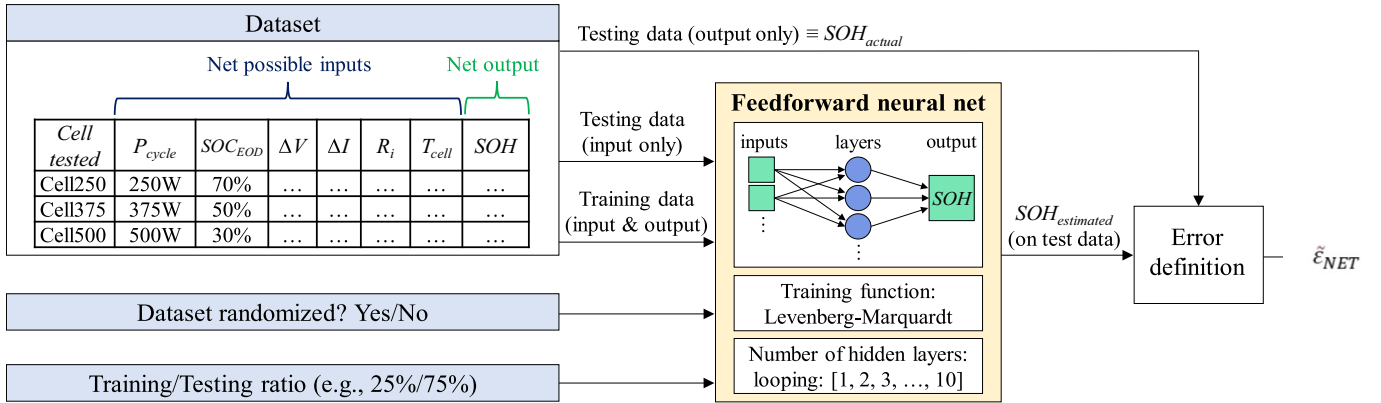 Dataset
Net possible inputs
Net output
Cell tested P_cycle SOC_EOD ΔV ΔI R_i T_cell SOH
Cell250 250W 70% … … … … …
Cell375 375W 50% … … … … …
Cell500 500W 30% … … … … …
Dataset randomized? Yes/No
Training/Testing ratio (e.g., 25%/75%)
Testing data (output only) ≡ SOH_actual
Testing data
(input only)
Training data
(input & output)
Feedforward neural net
inputs layers output
SOH
⋮ ⋮
Training function:
Levenberg-Marquardt
Number of hidden layers:
looping: [1, 2, 3, …, 10]
SOH_estimated
(on test data)
Error
definition
ε̃_NET